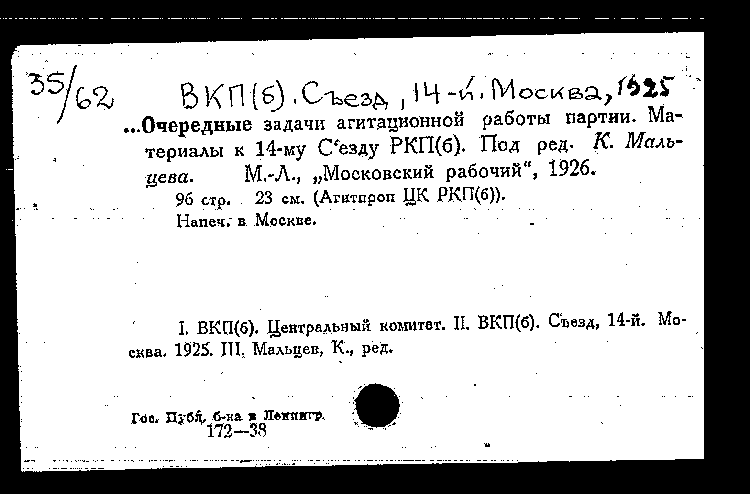 35/62
ВКП(б). Съезд, 14-й. Москва, 1925
...Очередные задачи агитационной работы партии. Ма-
териалы к 14-му С'езду РКП(б). Под ред. К. Маль-
цева. М.-Л., „Московский рабочий“, 1926.
96 стр. 23 см. (Агитпроп ЦК РКП(б)).
Напеч. в Москве.
I. ВКП(б). Центральный комитет. II. ВКП(б). Съезд, 14-й. Мо-
сква. 1925. III. Мальцев, К., ред.
Гос. Публ. б-ка в Ленингр.
172—38